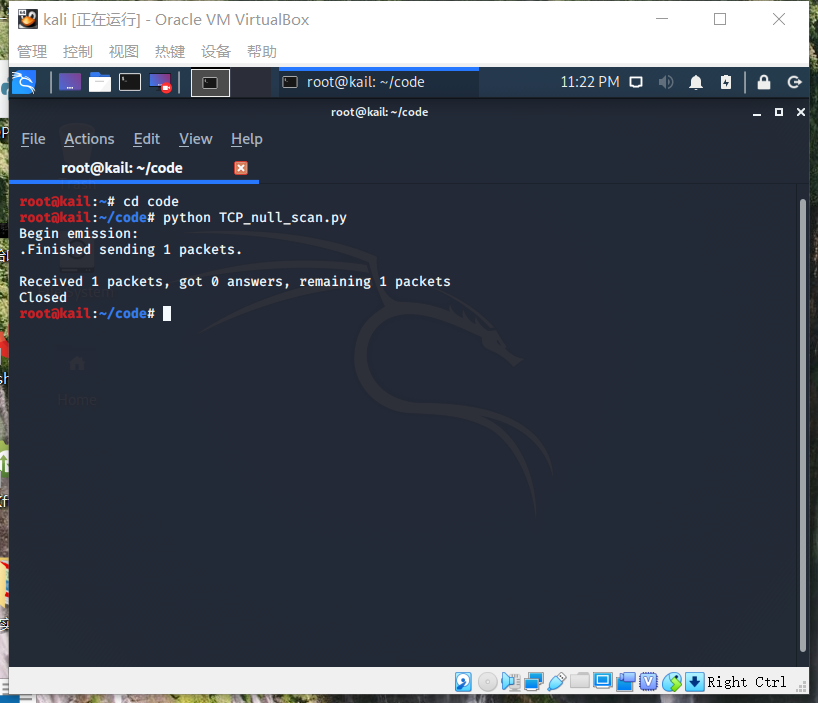 kali [正在运行] - Oracle VM VirtualBox
管理 控制 视图 热键 设备 帮助
root@kail: ~/code
11:22 PM
root@kail: ~/code
File Actions Edit View Help
root@kail: ~/code
root@kail:~# cd code
root@kail:~/code# python TCP_null_scan.py
Begin emission:
.Finished sending 1 packets.
Received 1 packets, got 0 answers, remaining 1 packets
Closed
root@kail:~/code#
Home
Right Ctrl